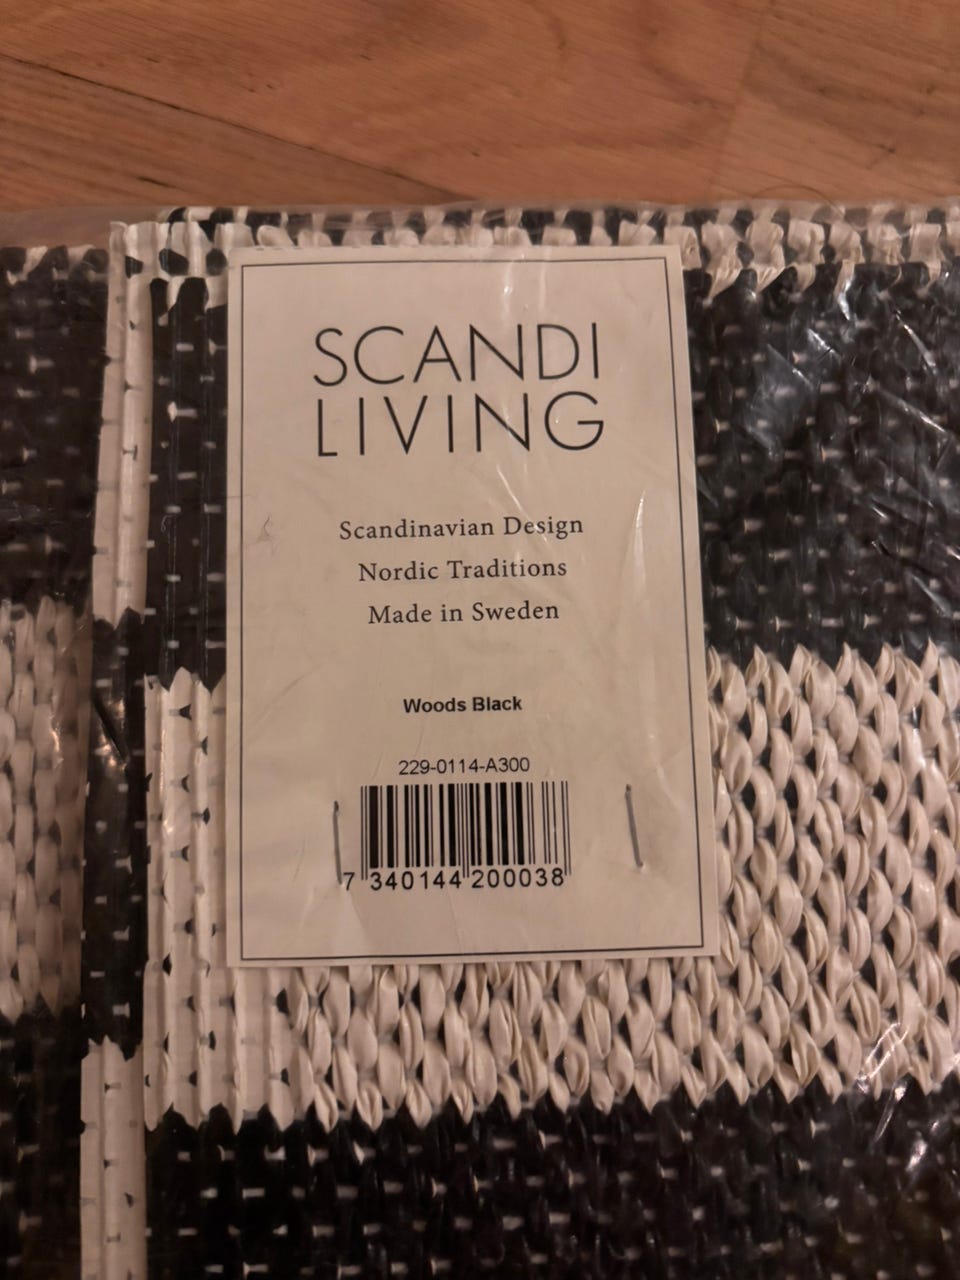 SCANDI
LIVING
Scandinavian Design
Nordic Traditions
Made in Sweden
Woods Black
229-0114-A300
7 340144 200038